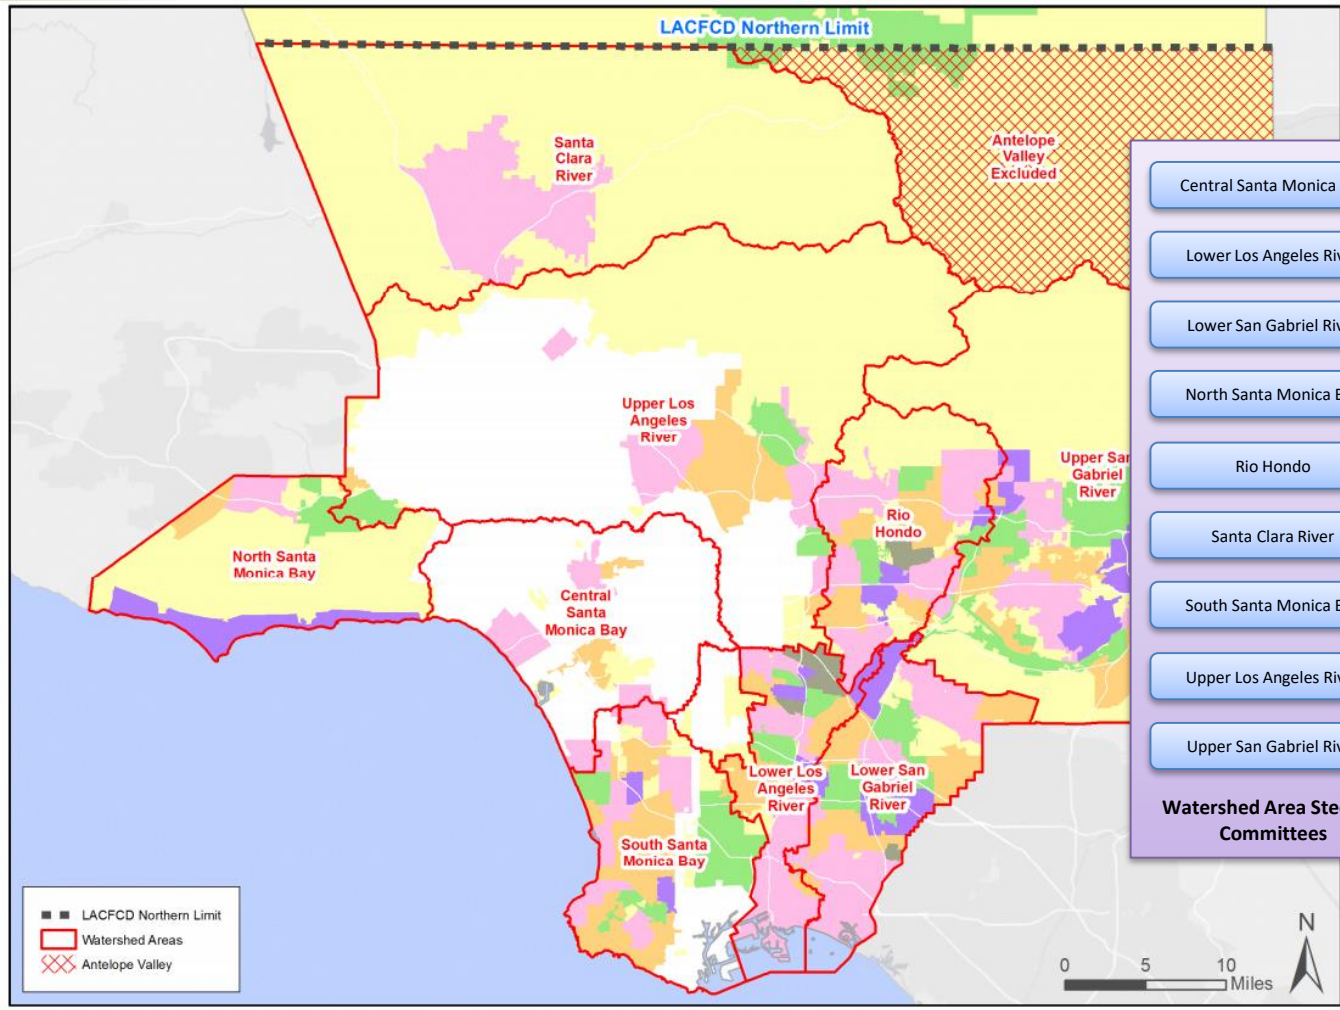 LACFCD Northern Limit
Santa
Clara
River
Antelope
Valley
Excluded
Upper Los
Angeles
River
Upper San
Gabriel
River
Rio
Hondo
North Santa
Monica Bay
Central
Santa
Monica Bay
Lower Los
Angeles
River
Lower San
Gabriel
River
South Santa
Monica Bay
Central Santa Monica
Lower Los Angeles Riv
Lower San Gabriel Riv
North Santa Monica B
Rio Hondo
Santa Clara River
South Santa Monica B
Upper Los Angeles Riv
Upper San Gabriel Riv
Watershed Area Stee
Committees
LACFCD Northern Limit
Watershed Areas
Antelope Valley
N
0 5 10
Miles